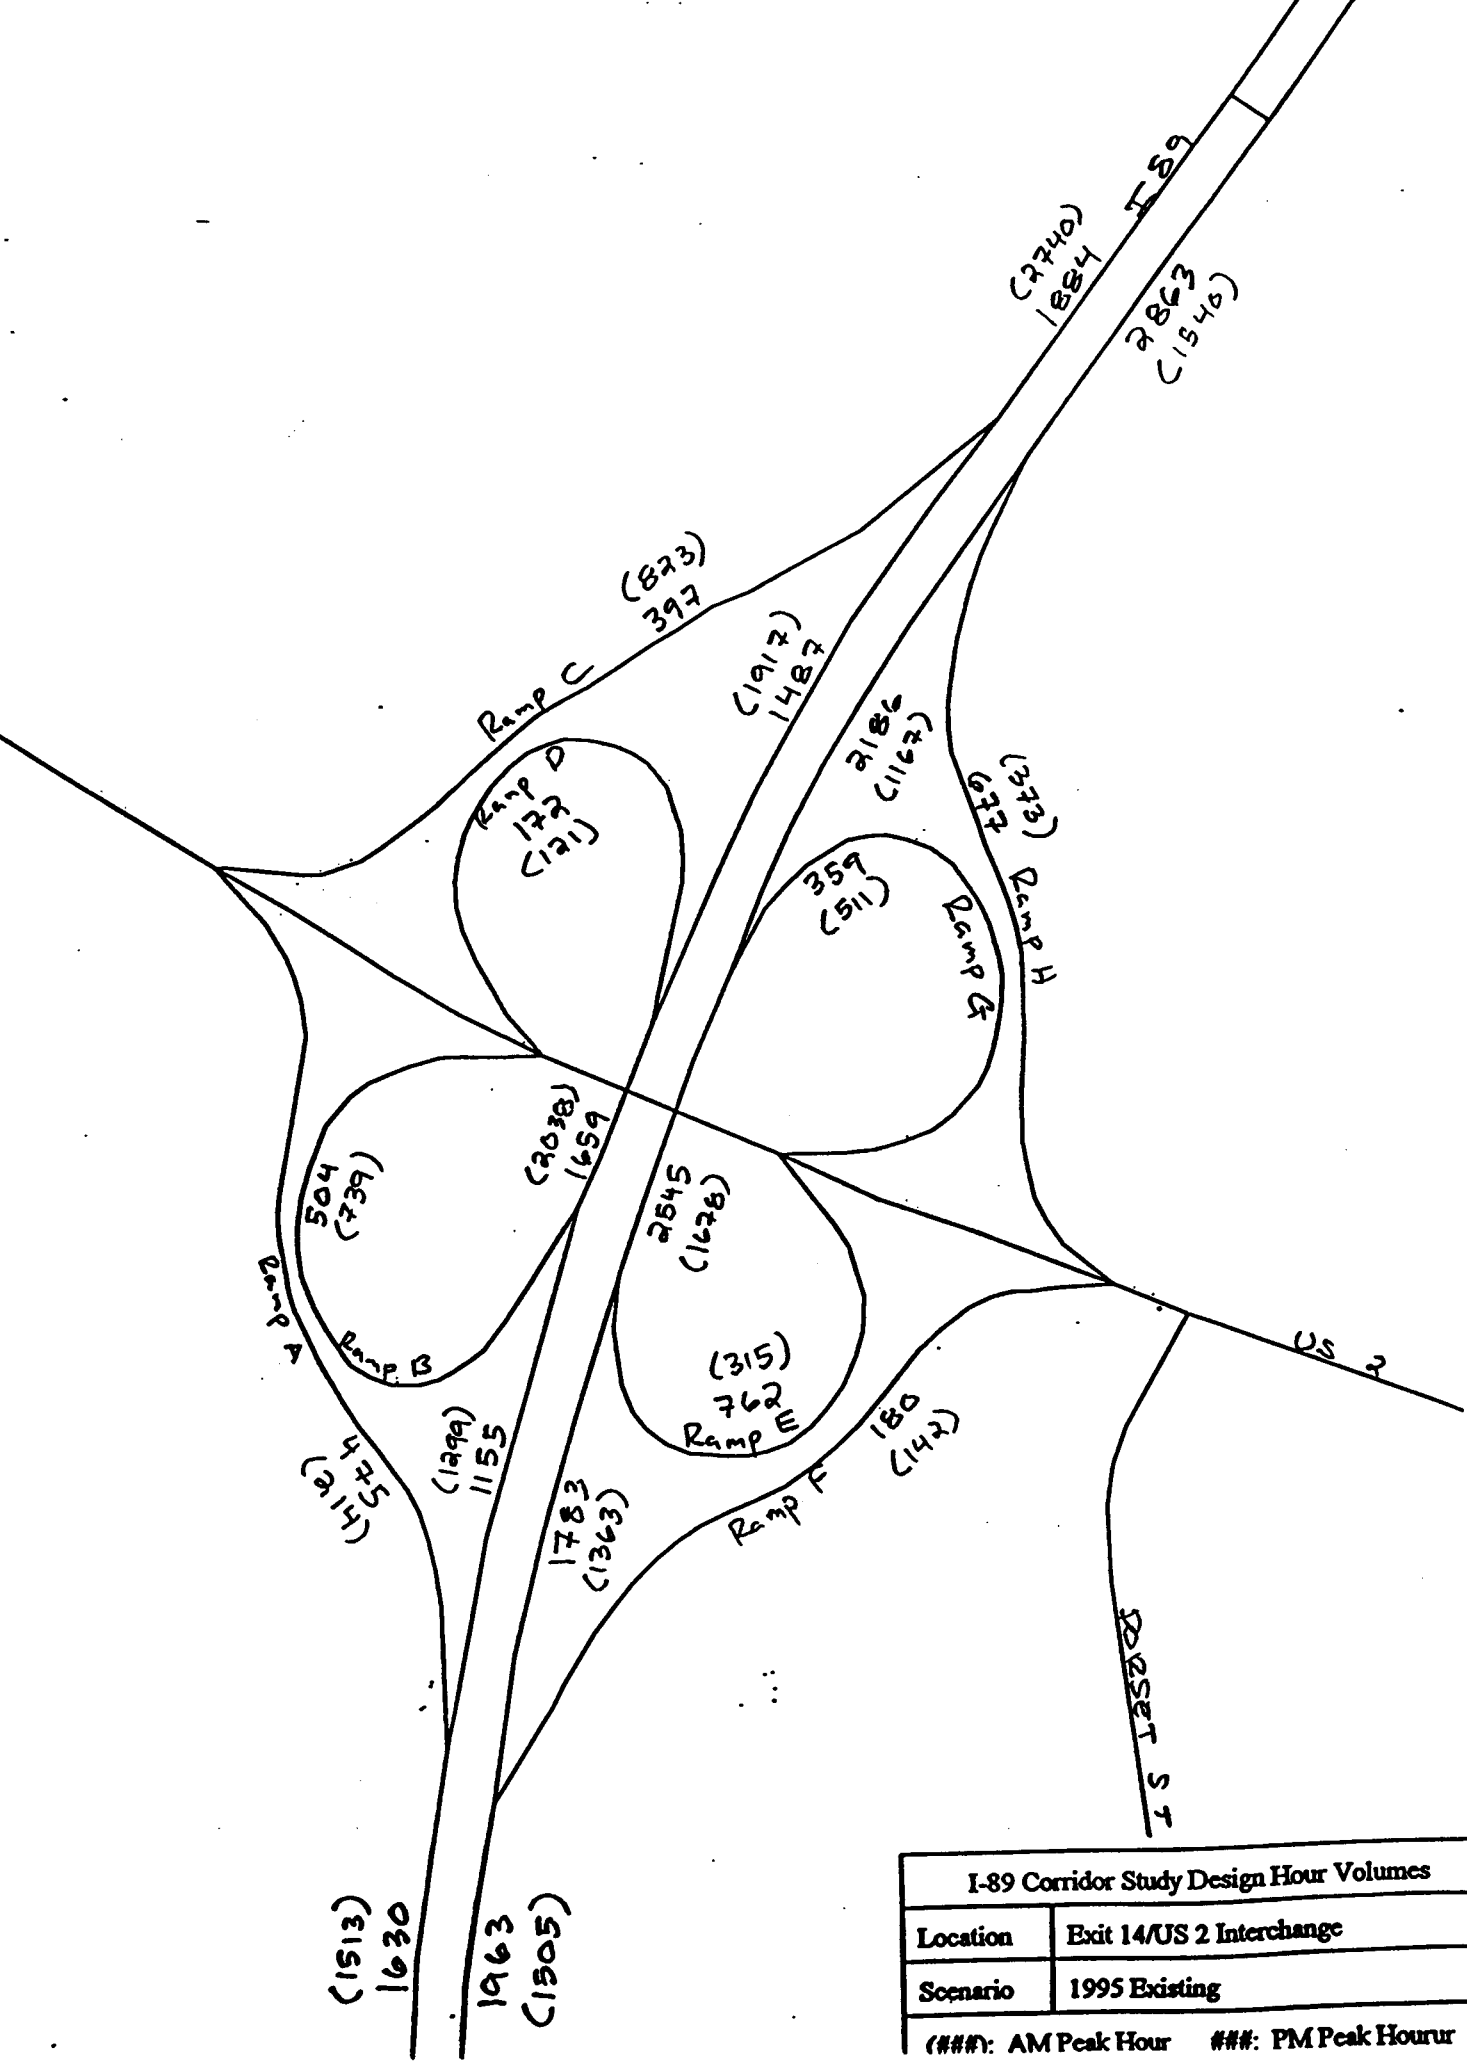 I 89
(2740)
1884
2863
(1540)
(823)
397
Ramp C
(1917)
1487
2186
(1167)
(373)
677
Ramp H
Ramp D
172
(121)
359
(511)
Ramp G
(2038)
1659
2545
(1678)
504
(739)
Ramp A
Ramp B
(315)
762
Ramp E
180
(142)
Ramp F
US 2
(1299)
1155
475
(214)
1783
(1363)
DORSET ST
(1513)
1630
1963
(1505)
I-89 Corridor Study Design Hour Volumes
Location Exit 14/US 2 Interchange
Scenario 1995 Existing
(###): AM Peak Hour ###: PM Peak Hourur